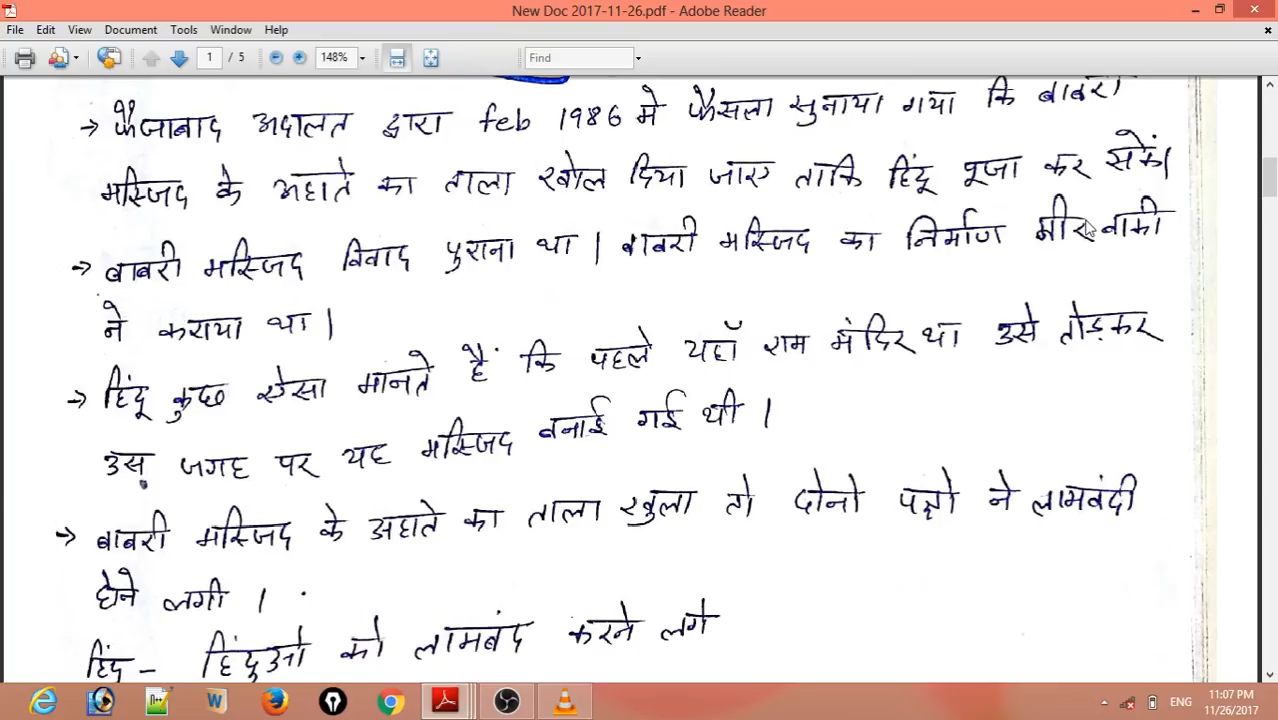 New Doc 2017-11-26.pdf - Adobe Reader
File Edit View Document Tools Window Help
1 / 5 148% Find
→ फैजाबाद अदालत द्वारा feb 1986 मे फैसला सुनाया गया कि बाबरी
मस्जिद के अहाते का ताला खोल दिया जाए ताकि हिंदू पूजा कर सकें।
→ बाबरी मस्जिद विवाद पुराना था । बाबरी मस्जिद का निर्माण मीर बाकी
ने कराया था ।
→ हिंदू कुछ ऐसा मानते हैं कि पहले यहाँ राम मंदिर था उसे तोड़कर
उस जगह पर यह मस्जिद बनाई गई थी ।
→ बाबरी मस्जिद के अहाते का ताला खुला तो दोनो पक्षो ने लामबंदी
होने लगी ।
हिंदू - हिंदूओ को लामबंद करने लगे
ENG 11:07 PM
11/26/2017